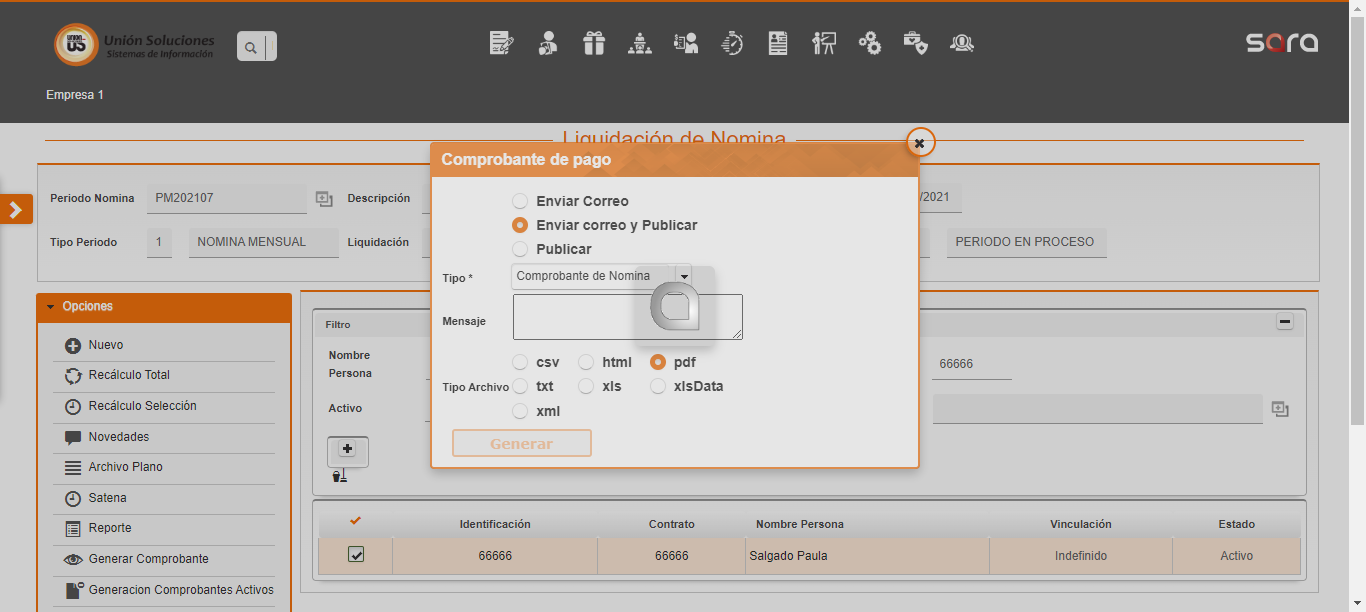 UNION
SOLUCIONES
US
Unión Soluciones
Sistemas de Información
sara
Empresa 1
Liquidación de Nomina
Comprobante de pago
Periodo Nomina
PM202107
Descripción
/2021
Tipo Periodo
1
NOMINA MENSUAL
Liquidación
PERIODO EN PROCESO
Enviar Correo
Enviar correo y Publicar
Publicar
Tipo *
Comprobante de Nomina
Mensaje
Tipo Archivo
csv
html
pdf
txt
xls
xlsData
xml
Generar
Opciones
Nuevo
Recálculo Total
Recálculo Selección
Novedades
Archivo Plano
Satena
Reporte
Generar Comprobante
Generacion Comprobantes Activos
Filtro
Nombre
Persona
66666
Activo
Identificación
Contrato
Nombre Persona
Vinculación
Estado
66666
66666
Salgado Paula
Indefinido
Activo